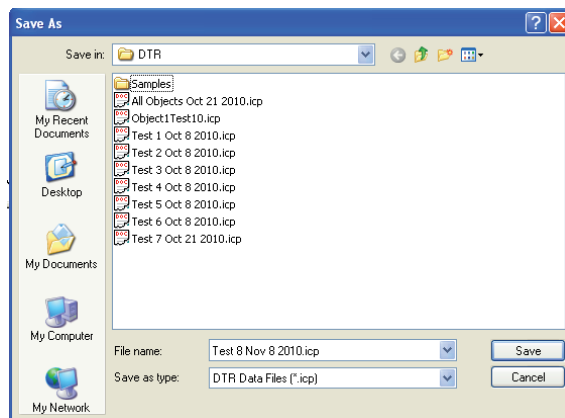 Save As
Save in: DTR
Samples
All Objects Oct 21 2010.icp
Object1Test10.icp
Test 1 Oct 8 2010.icp
Test 2 Oct 8 2010.icp
Test 3 Oct 8 2010.icp
Test 4 Oct 8 2010.icp
Test 5 Oct 8 2010.icp
Test 6 Oct 8 2010.icp
Test 7 Oct 21 2010.icp
My Recent
Documents
Desktop
My Documents
My Computer
My Network
File name: Test 8 Nov 8 2010.icp Save
Save as type: DTR Data Files (*.icp) Cancel